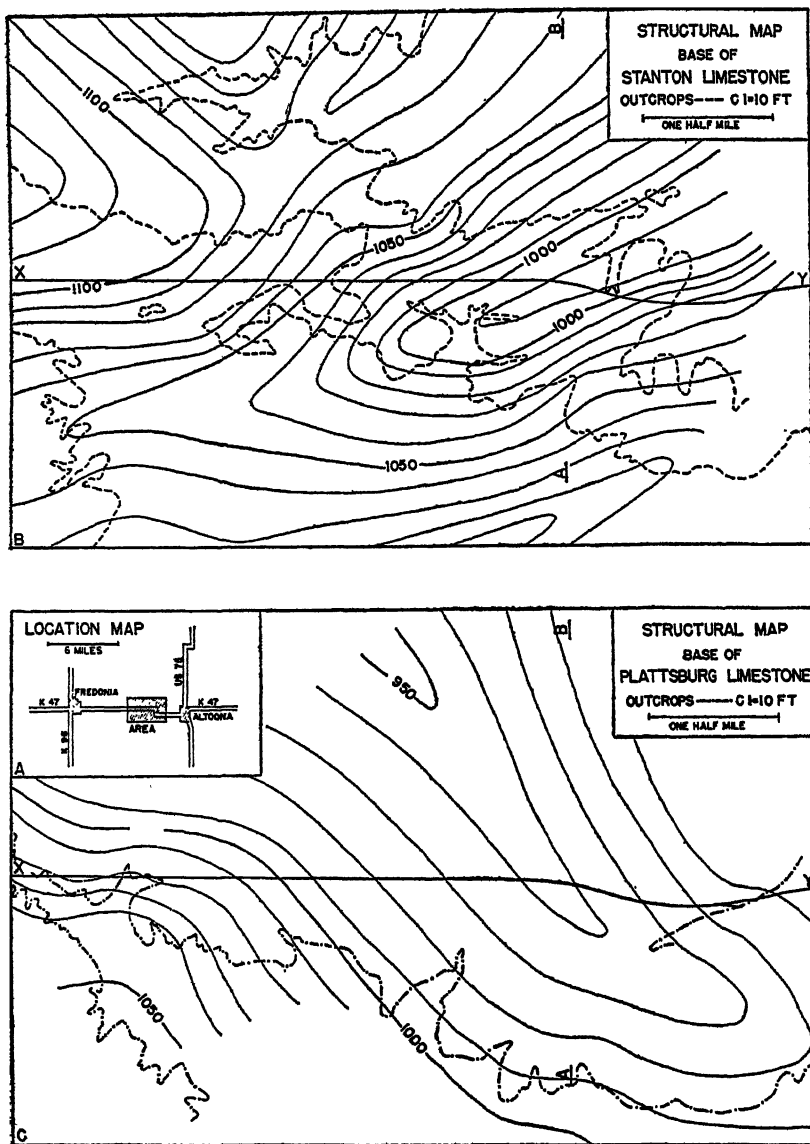 B
STRUCTURAL MAP
BASE OF
STANTON LIMESTONE
OUTCROPS--- C I=10 FT
ONE HALF MILE
1100
1050
1000
X
Y
1100
1000
1050
A
B
LOCATION MAP
6 MILES
US 75
FREDONIA
K 47
K 47
ALTOONA
AREA
K 96
A
B
STRUCTURAL MAP
BASE OF
PLATTSBURG LIMESTONE
OUTCROPS-·-·- C I=10 FT
ONE HALF MILE
950
X
Y
1050
1000
A
C